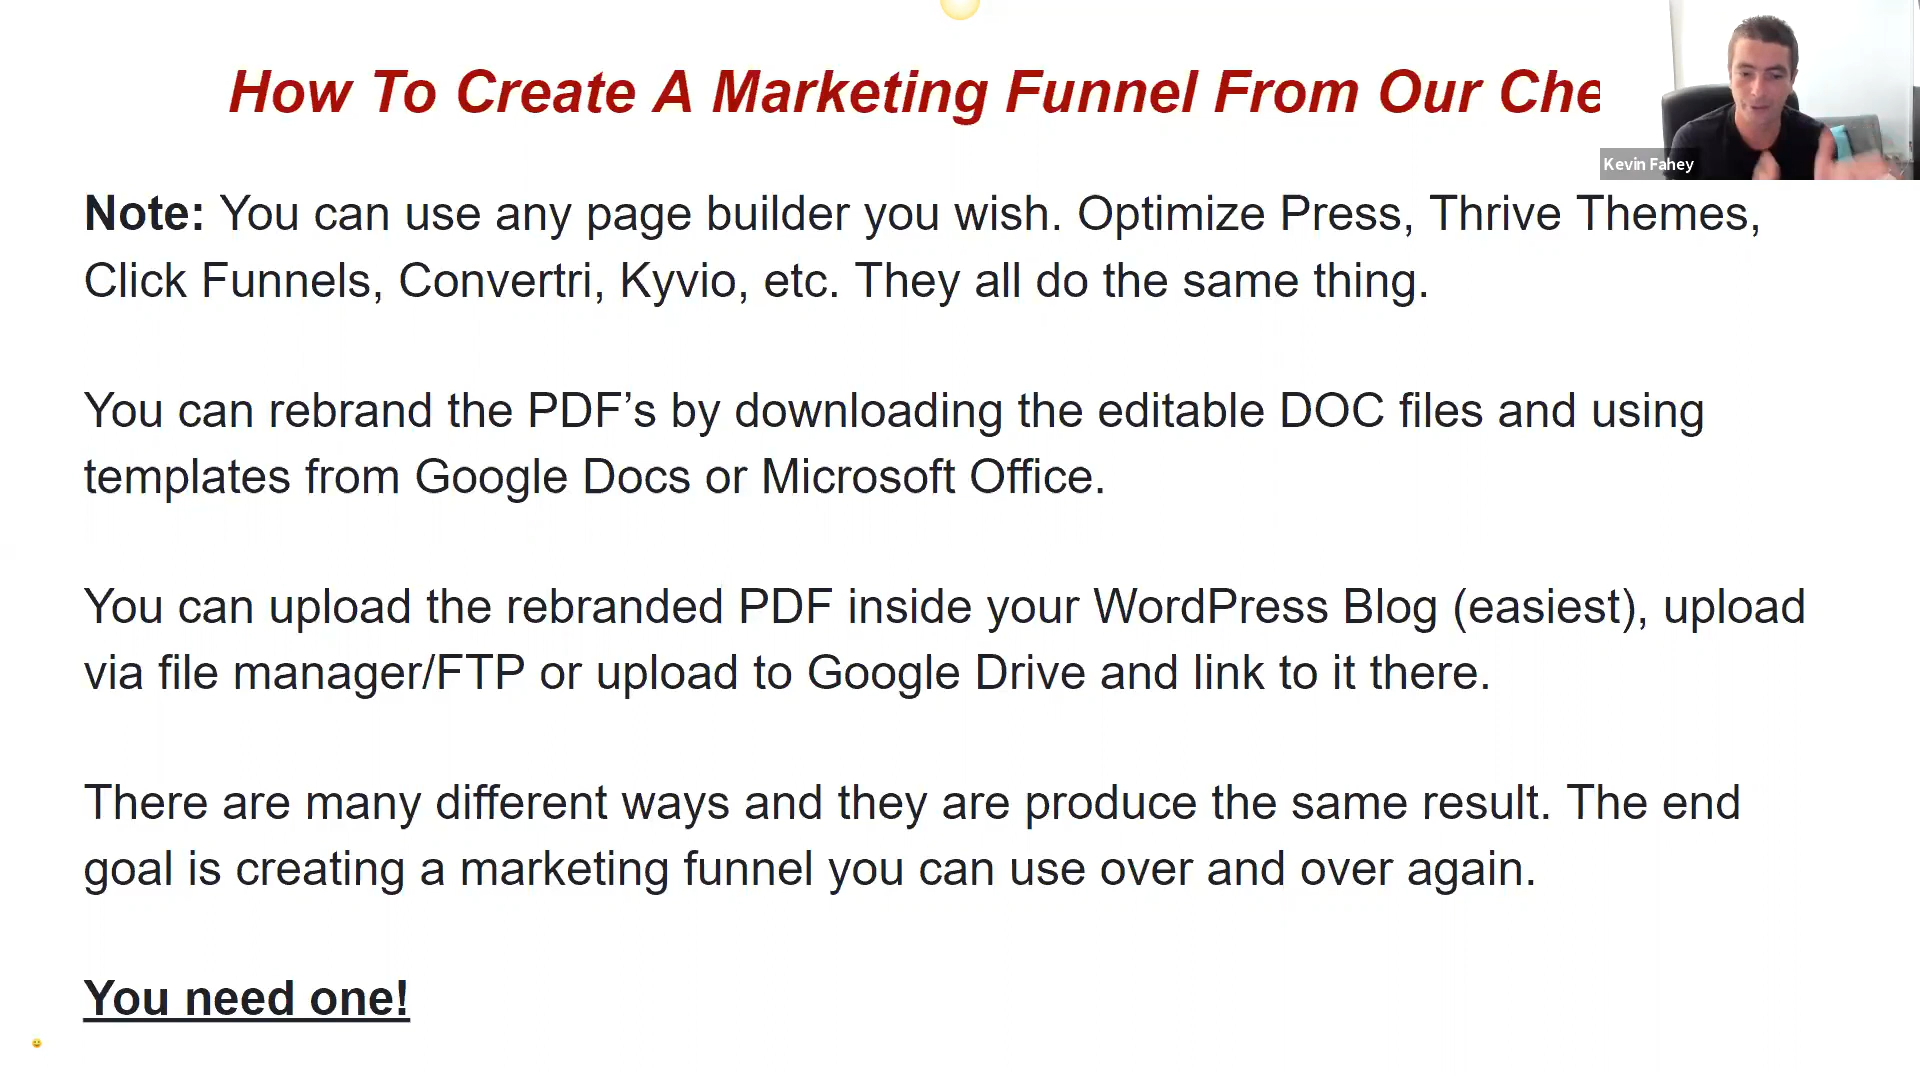 How To Create A Marketing Funnel From Our Che
Kevin Fahey
Note: You can use any page builder you wish. Optimize Press, Thrive Themes,
Click Funnels, Convertri, Kyvio, etc. They all do the same thing.
You can rebrand the PDF’s by downloading the editable DOC files and using
templates from Google Docs or Microsoft Office.
You can upload the rebranded PDF inside your WordPress Blog (easiest), upload
via file manager/FTP or upload to Google Drive and link to it there.
There are many different ways and they are produce the same result. The end
goal is creating a marketing funnel you can use over and over again.
You need one!